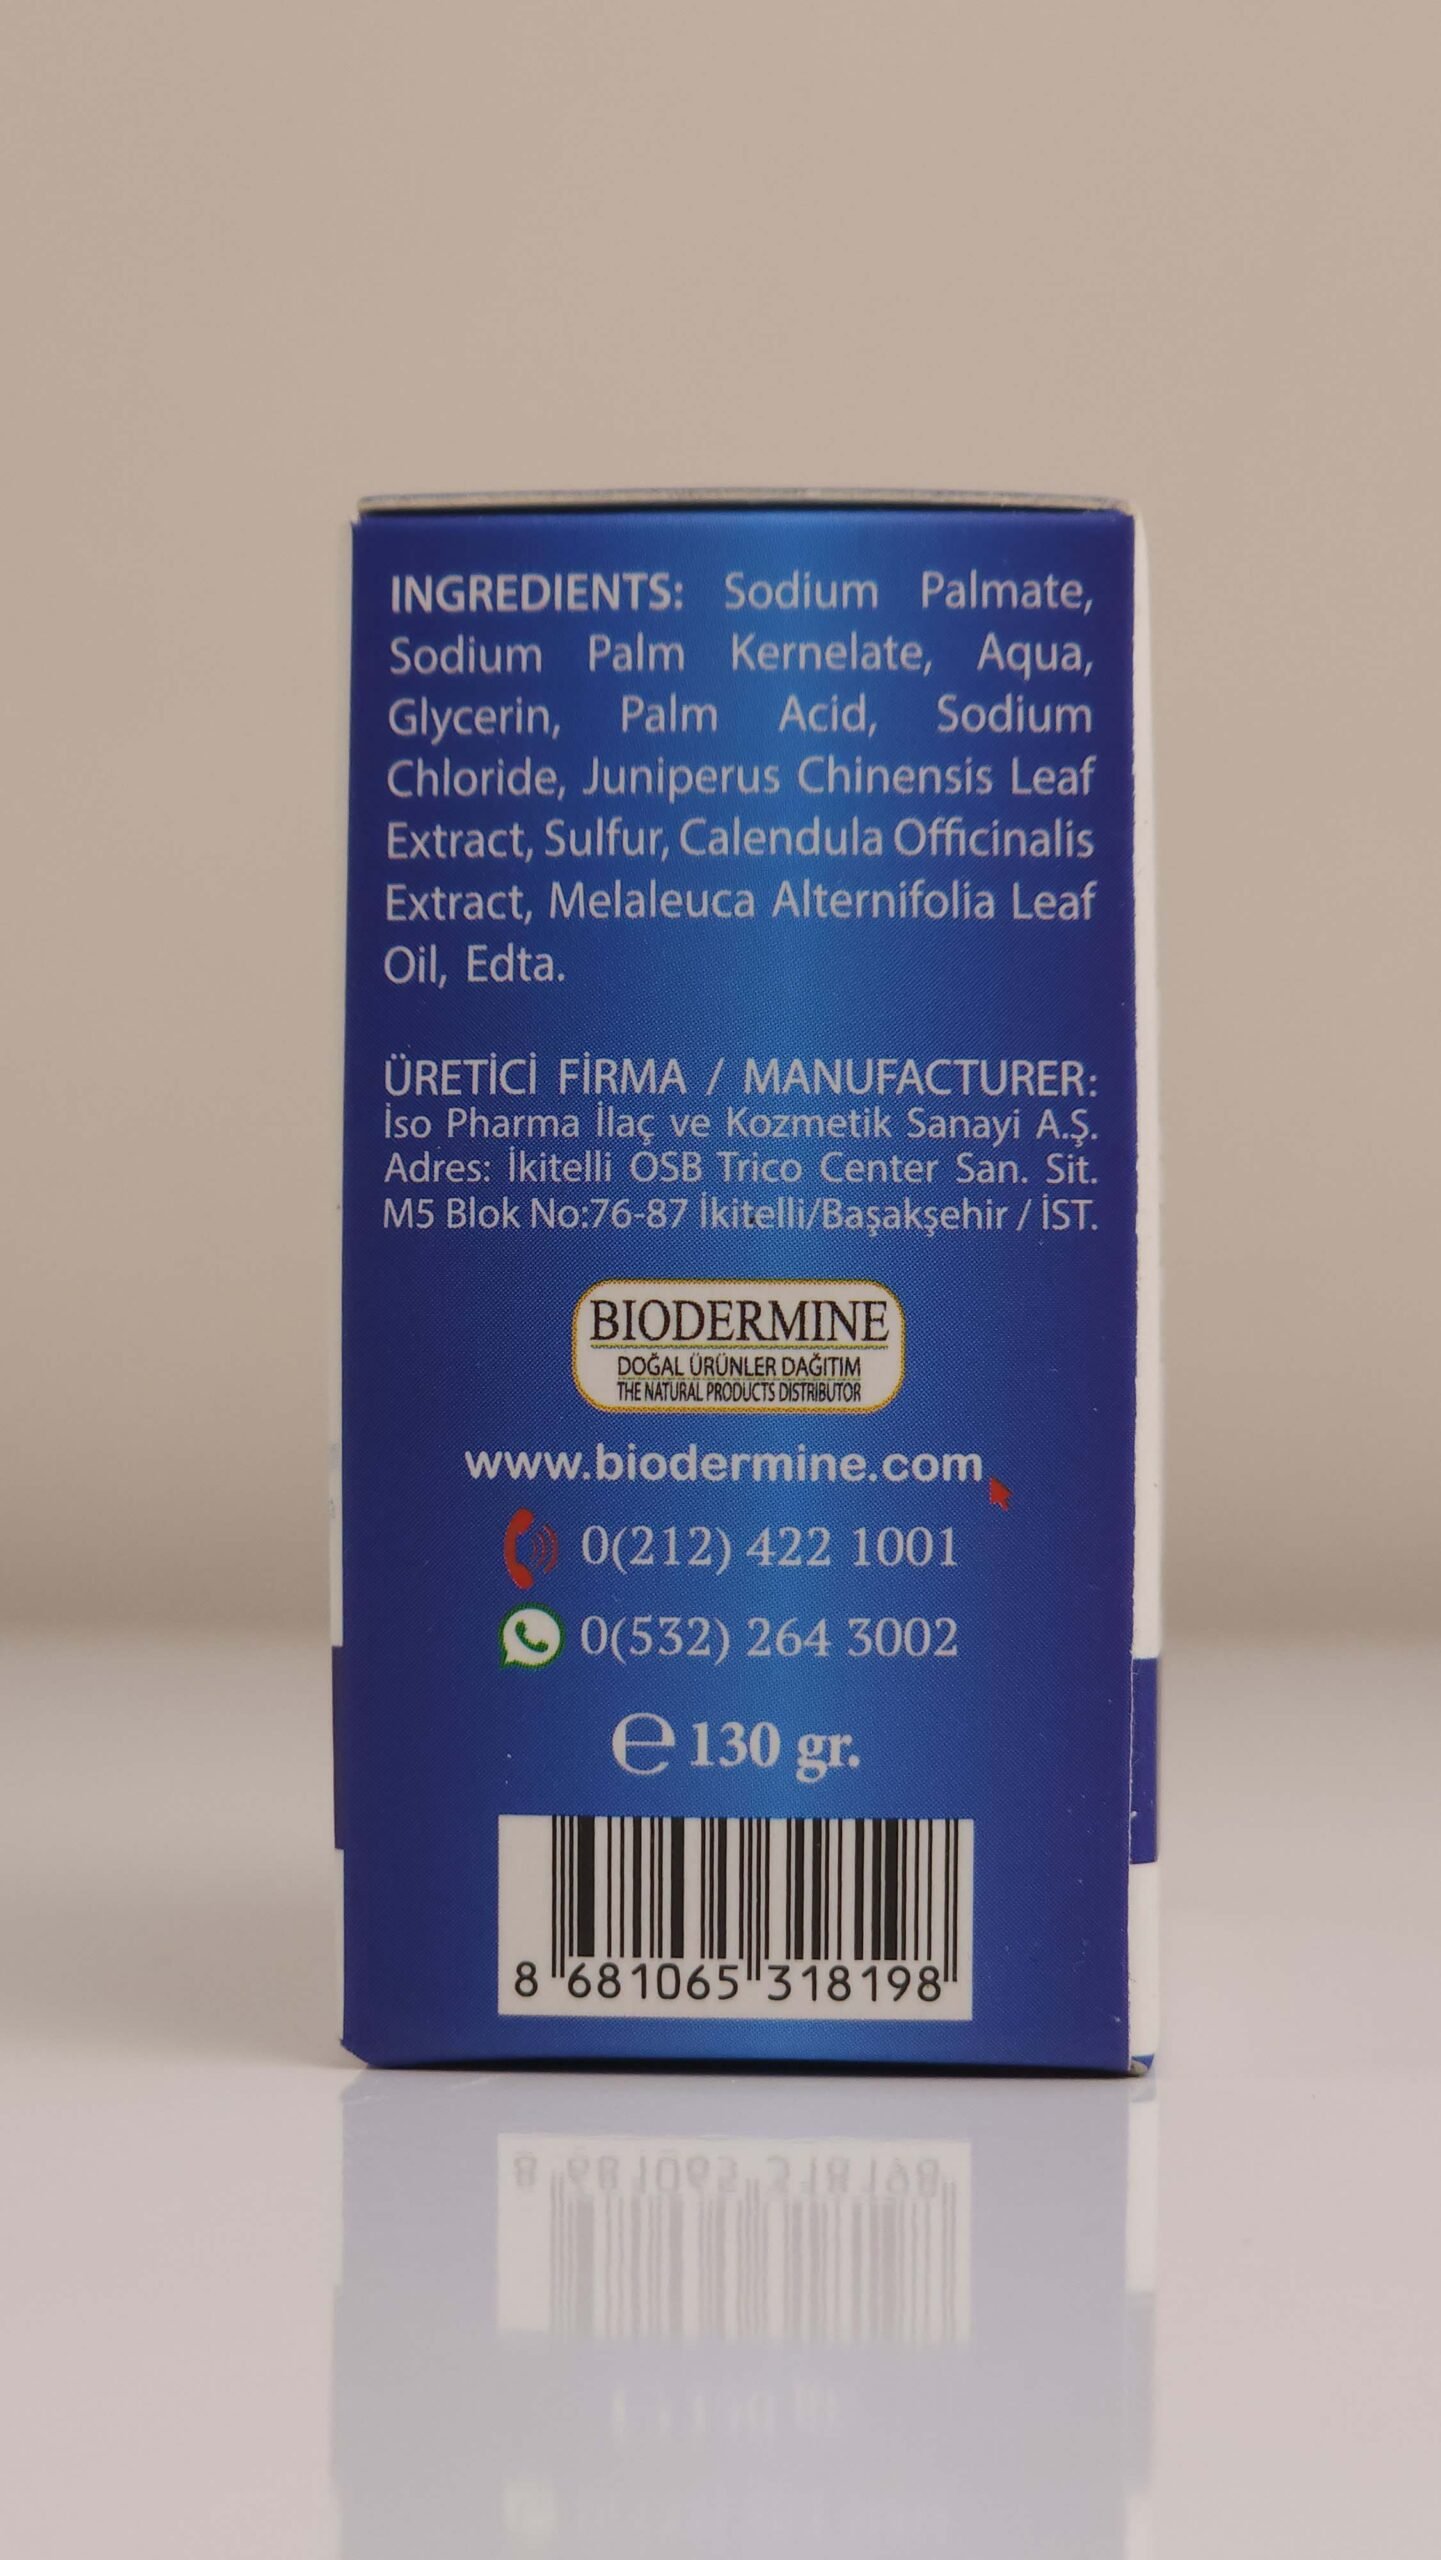 INGREDIENTS: Sodium Palmate,
Sodium Palm Kernelate, Aqua,
Glycerin, Palm Acid, Sodium
Chloride, Juniperus Chinensis Leaf
Extract, Sulfur, Calendula Officinalis
Extract, Melaleuca Alternifolia Leaf
Oil, Edta.
ÜRETİCİ FİRMA / MANUFACTURER:
İso Pharma İlaç ve Kozmetik Sanayi A.Ş.
Adres: İkitelli OSB Trico Center San. Sit.
M5 Blok No:76-87 İkitelli/Başakşehir / İST.
BIODERMINE
DOĞAL ÜRÜNLER DAĞITIM
THE NATURAL PRODUCTS DISTRIBUTOR
www.biodermine.com
0(212) 422 1001
0(532) 264 3002
℮ 130 gr.
8 681065 318198